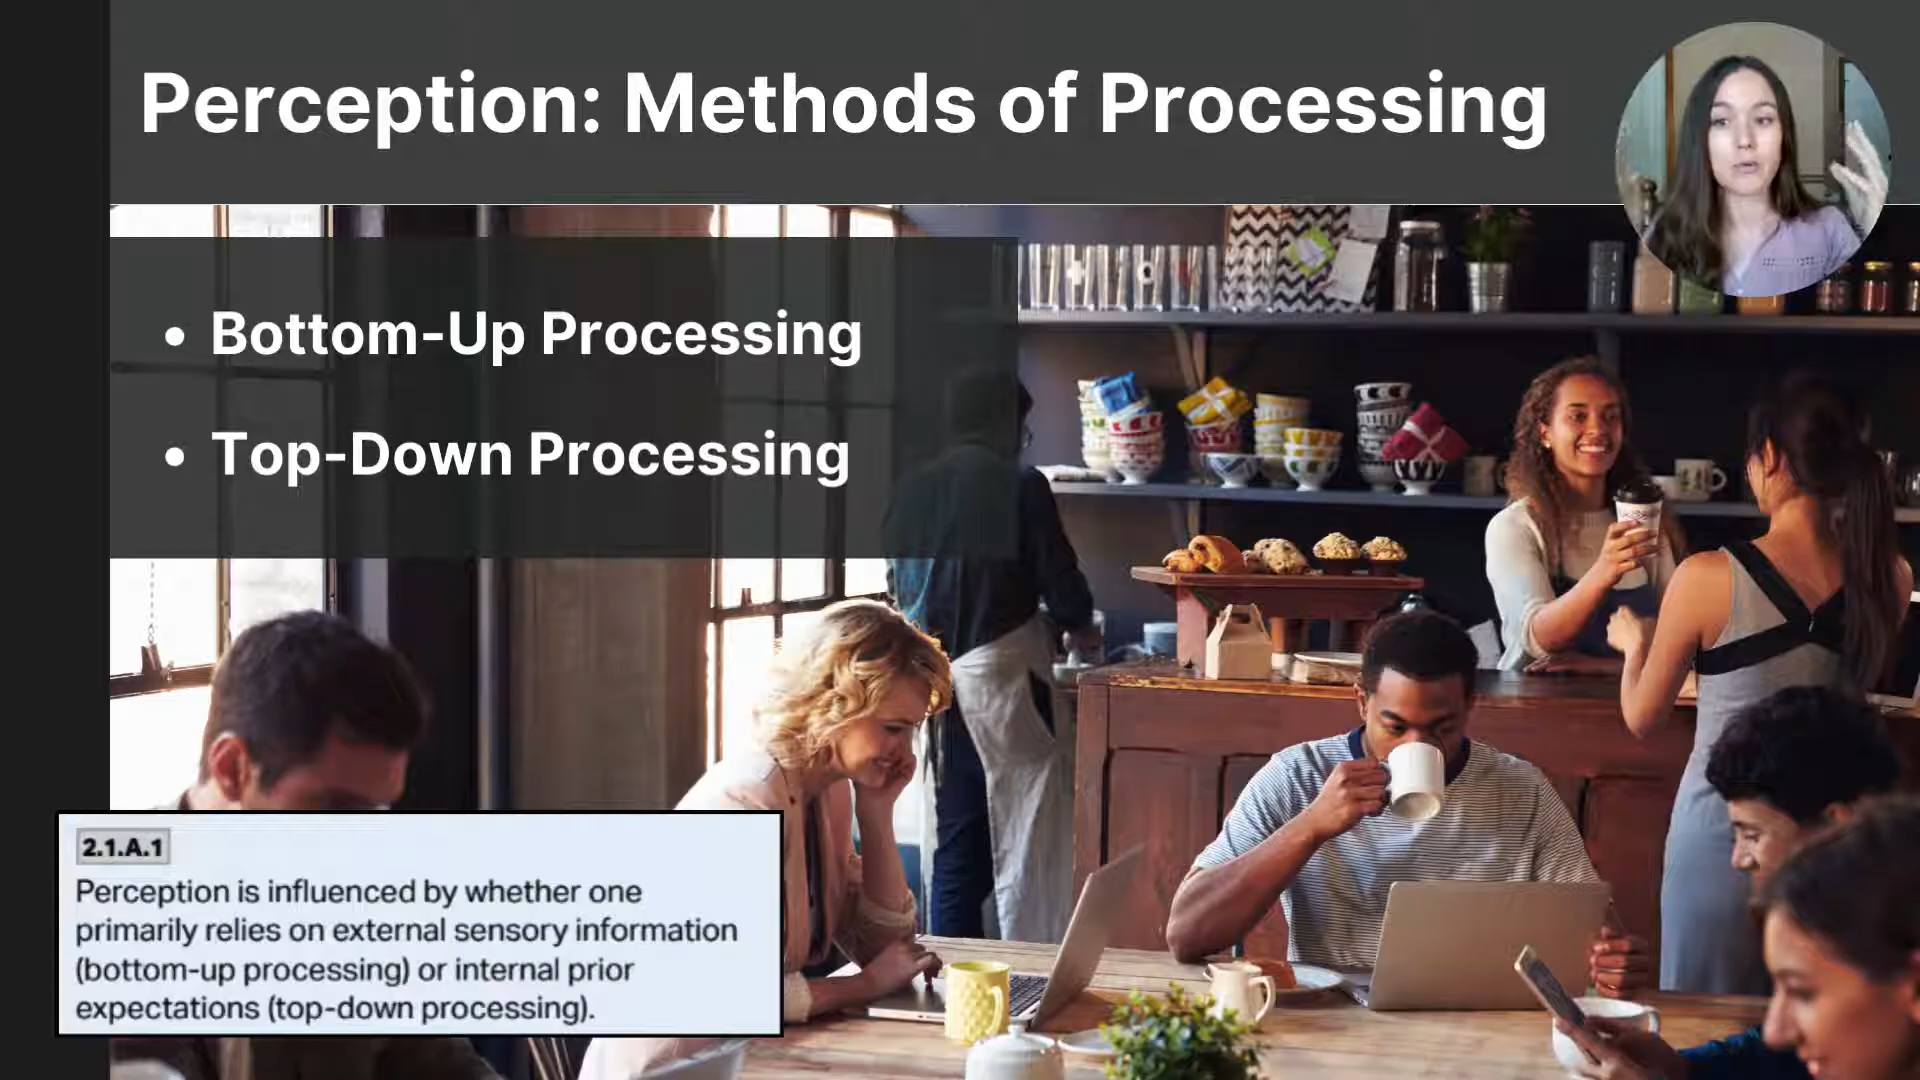 Perception: Methods of Processing
• Bottom-Up Processing
• Top-Down Processing
2.1.A.1
Perception is influenced by whether one
primarily relies on external sensory information
(bottom-up processing) or internal prior
expectations (top-down processing).